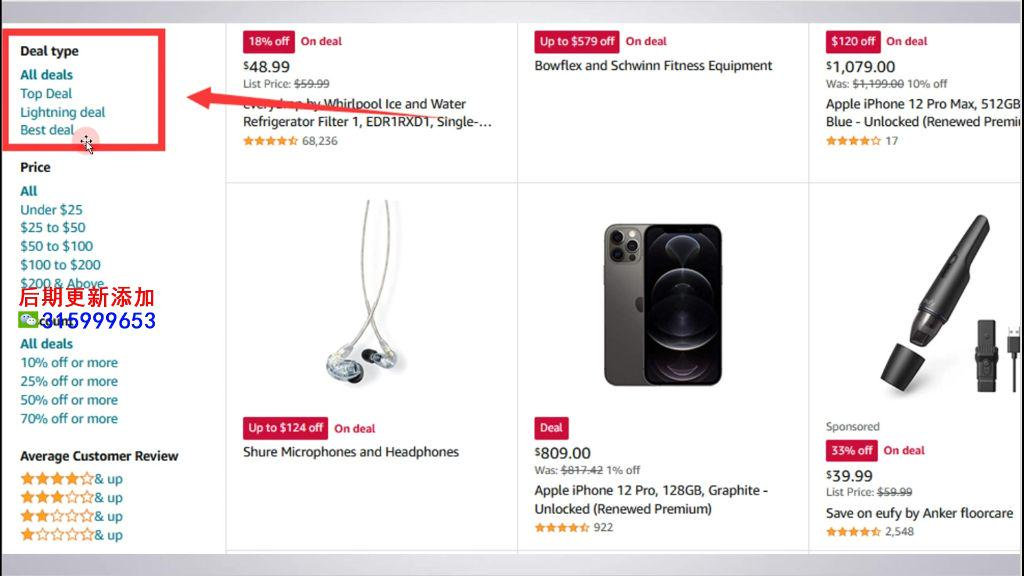 Deal type
All deals
Top Deal
Lightning deal
Best deal
Price
All
Under $25
$25 to $50
$50 to $100
$100 to $200
$200 & Above
后期更新添加
315999653
All deals
10% off or more
25% off or more
50% off or more
70% off or more
Average Customer Review
& up
& up
& up
& up
18% off On deal
$48.99
List Price: $59.99
everydrop by Whirlpool Ice and Water
Refrigerator Filter 1, EDR1RXD1, Single-…
68,236
Up to $579 off On deal
Bowflex and Schwinn Fitness Equipment
$120 off On deal
$1,079.00
Was: $1,199.00 10% off
Apple iPhone 12 Pro Max, 512GB
Blue - Unlocked (Renewed Premi
17
Up to $124 off On deal
Shure Microphones and Headphones
Deal
$809.00
Was: $817.42 1% off
Apple iPhone 12 Pro, 128GB, Graphite -
Unlocked (Renewed Premium)
922
Sponsored
33% off On deal
$39.99
List Price: $59.99
Save on eufy by Anker floorcare
2,548